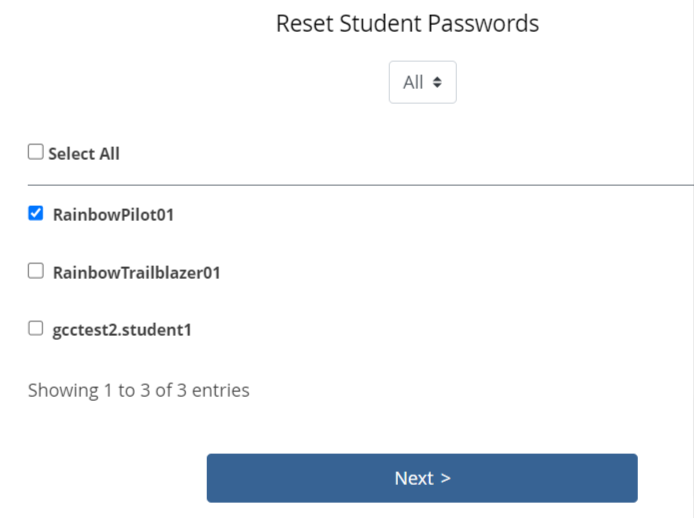 Reset Student Passwords
All
Select All
RainbowPilot01
RainbowTrailblazer01
gcctest2.student1
Showing 1 to 3 of 3 entries
Next >